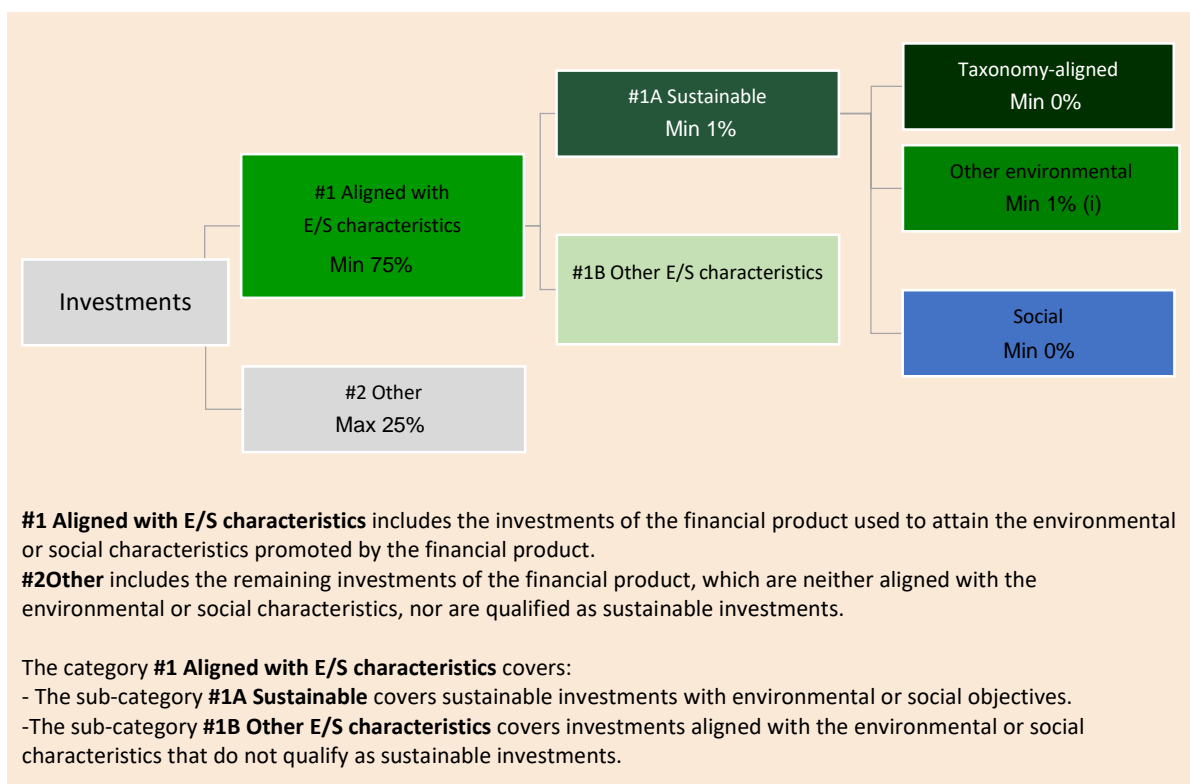 Taxonomy-aligned
Min 0%
#1A Sustainable
Min 1%
Other environmental
Min 1% (i)
#1 Aligned with
E/S characteristics
Min 75%
#1B Other E/S characteristics
Investments
Social
Min 0%
#2 Other
Max 25%
#1 Aligned with E/S characteristics includes the investments of the financial product used to attain the environmental
or social characteristics promoted by the financial product.
#2Other includes the remaining investments of the financial product, which are neither aligned with the
environmental or social characteristics, nor are qualified as sustainable investments.
The category #1 Aligned with E/S characteristics covers:
- The sub-category #1A Sustainable covers sustainable investments with environmental or social objectives.
-The sub-category #1B Other E/S characteristics covers investments aligned with the environmental or social
characteristics that do not qualify as sustainable investments.